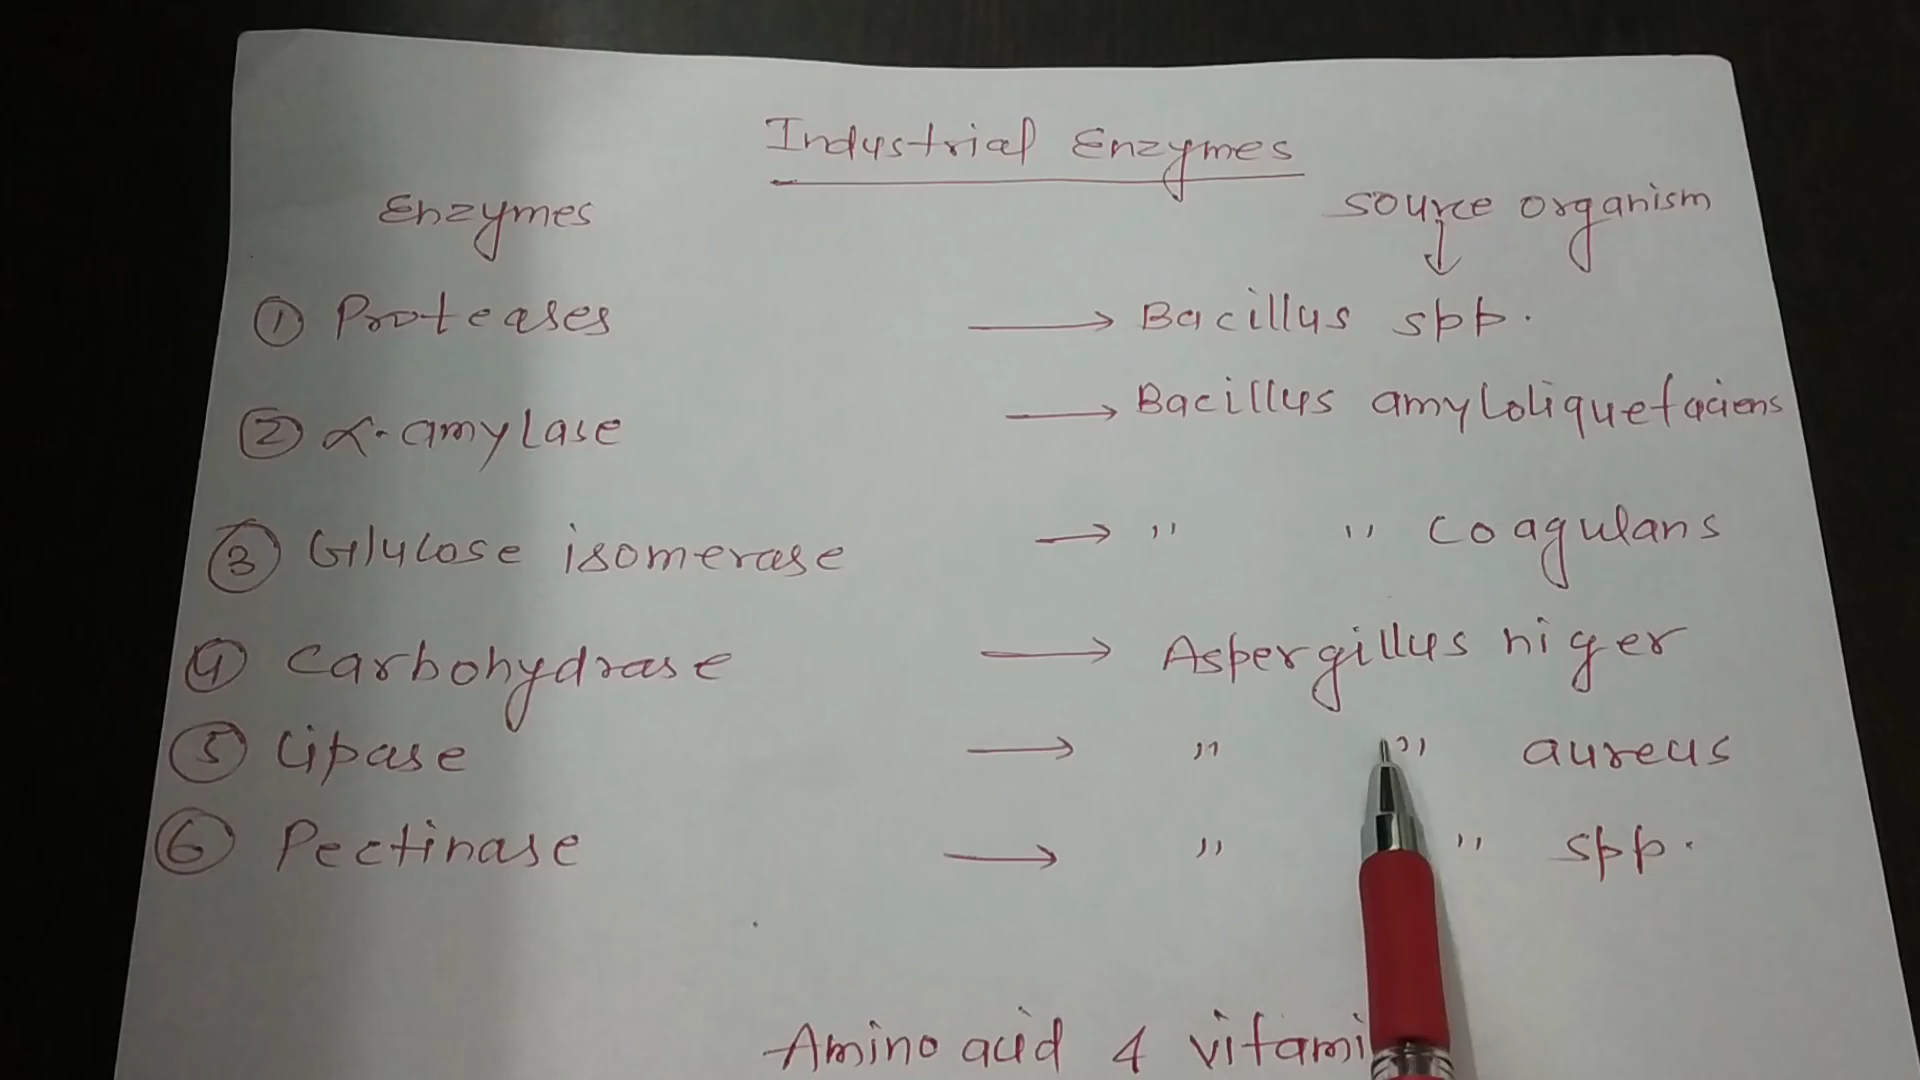 Industrial Enzymes
Enzymes source organism
① Proteases → Bacillus spp.
② α-amylase → Bacillus amyloliquefaciens
③ Glucose isomerase → " " coagulans
④ Carbohydrase → Aspergillus niger
⑤ Lipase → " " aureus
⑥ Pectinase → " " spp.
Amino acid & vitami